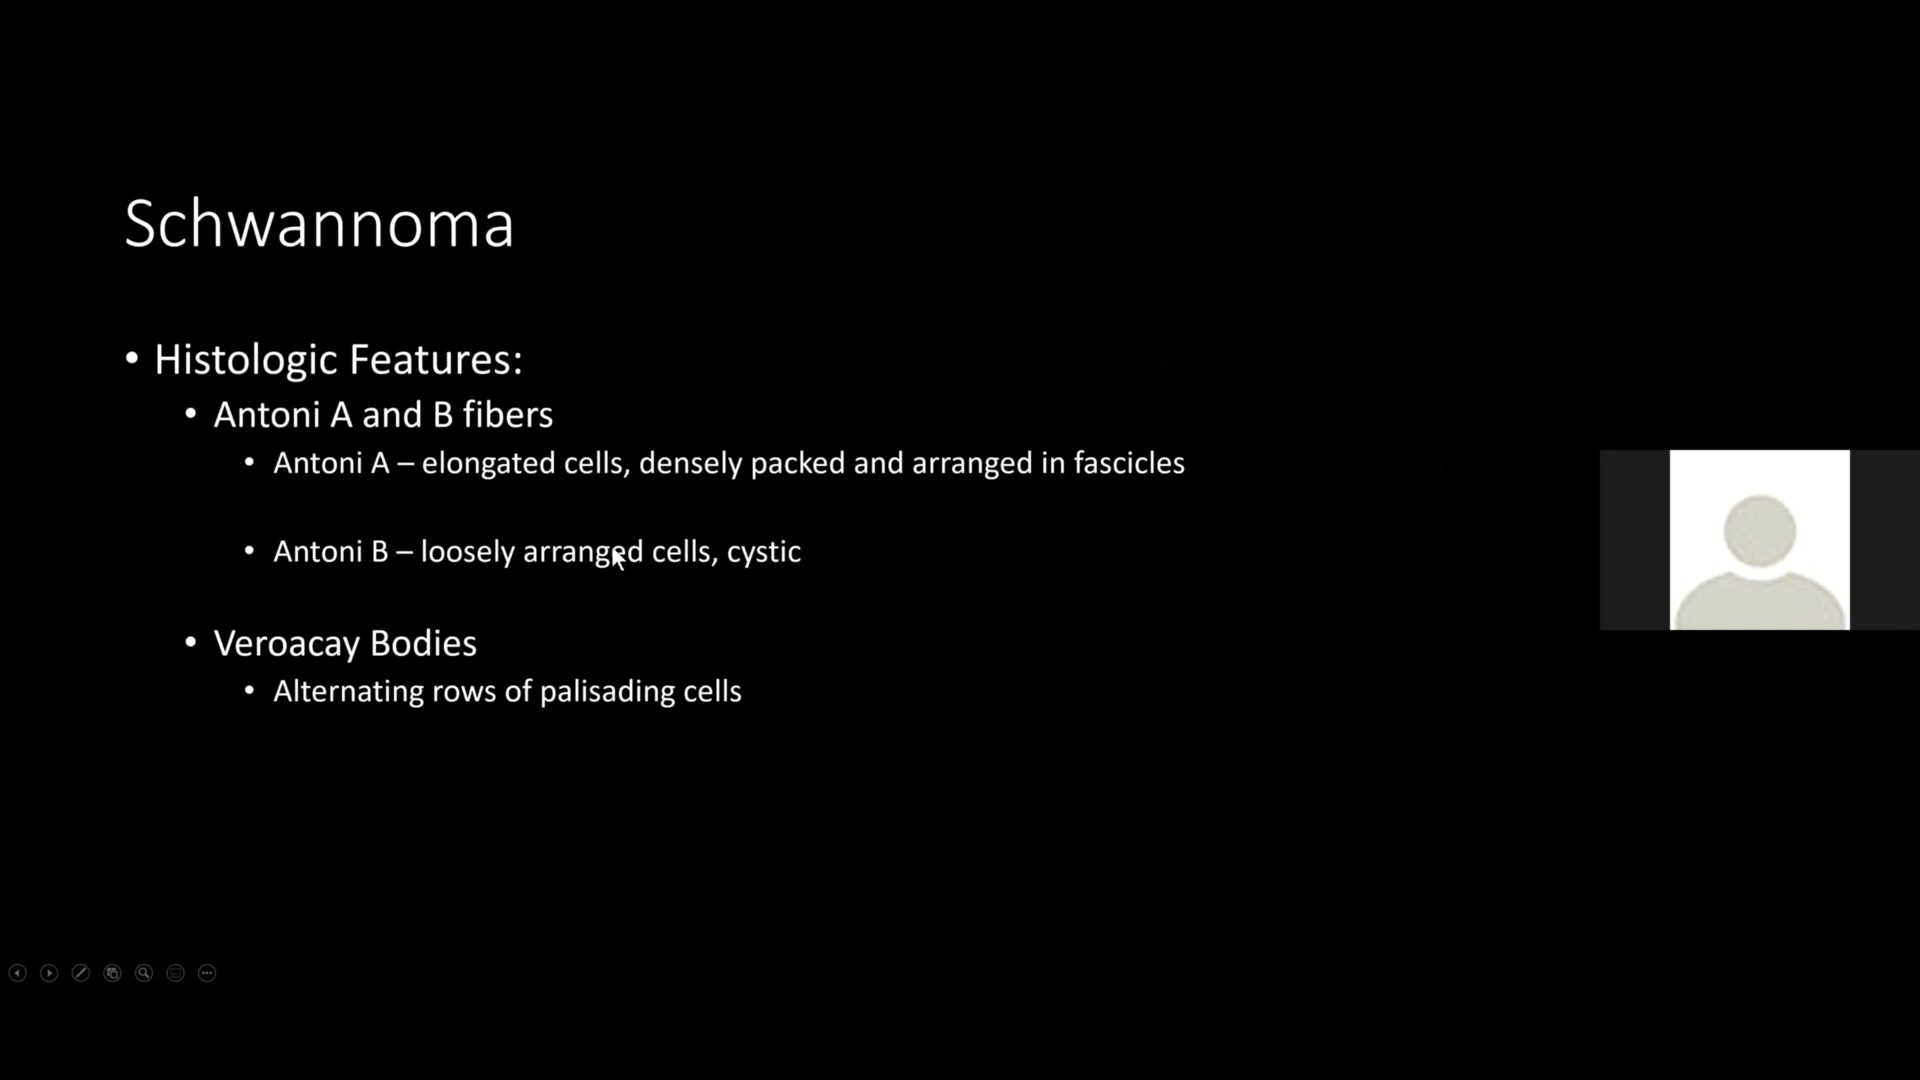 Schwannoma
• Histologic Features:
• Antoni A and B fibers
• Antoni A – elongated cells, densely packed and arranged in fascicles
• Antoni B – loosely arranged cells, cystic
• Veroacay Bodies
• Alternating rows of palisading cells